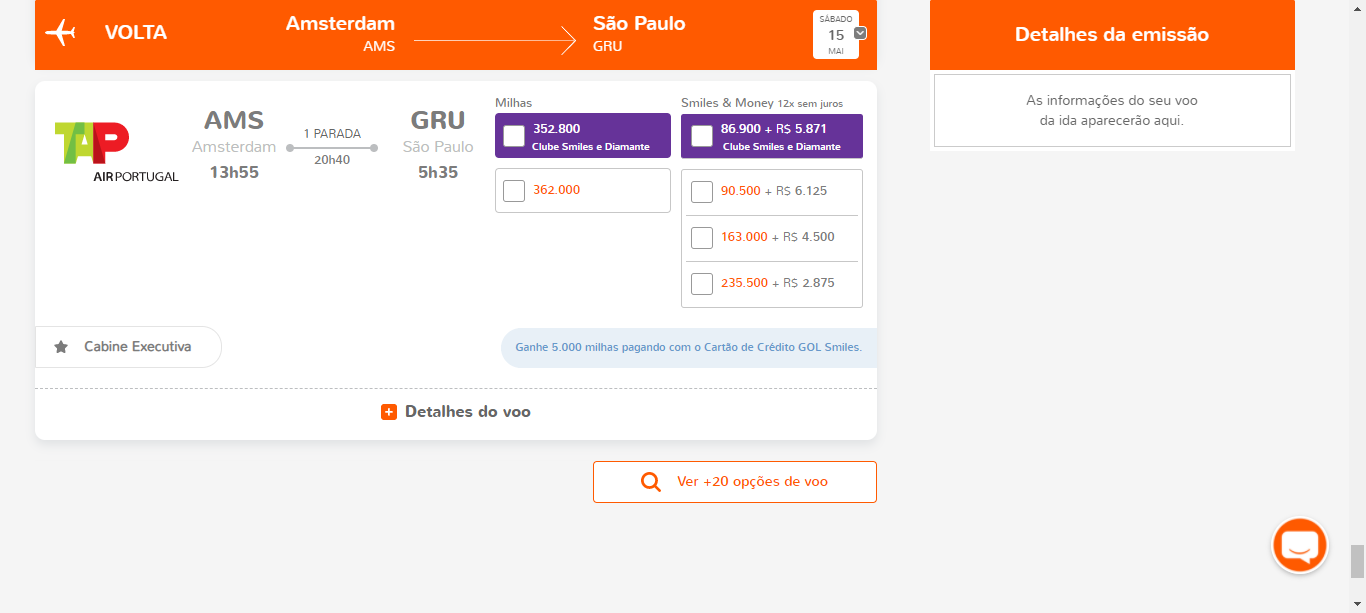 VOLTA
Amsterdam
AMS
São Paulo
GRU
SÁBADO
15
MAI
Detalhes da emissão
As informações do seu voo
da ida aparecerão aqui.
TAP
AIRPORTUGAL
AMS
Amsterdam
13h55
1 PARADA
20h40
GRU
São Paulo
5h35
Milhas
352.800
Clube Smiles e Diamante
362.000
Smiles & Money 12x sem juros
86.900 + R$ 5.871
Clube Smiles e Diamante
90.500 + R$ 6.125
163.000 + R$ 4.500
235.500 + R$ 2.875
Cabine Executiva
Ganhe 5.000 milhas pagando com o Cartão de Crédito GOL Smiles.
Detalhes do voo
Ver +20 opções de voo